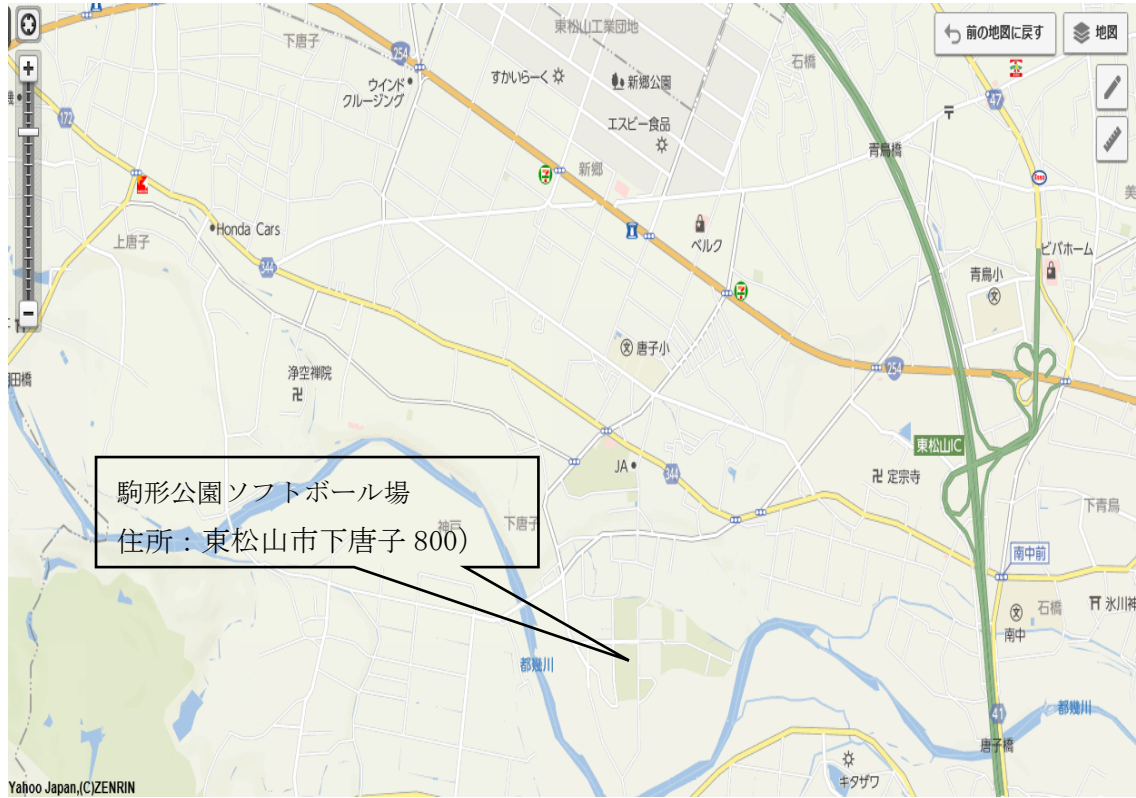 下唐子
東松山工業団地
石橋
前の地図に戻す
地図
254
ウインド
クルージング
すかいらーく
新郷公園
47
172
エスビー食品
青鳥橋
新郷
Honda Cars
上唐子
ベルク
ビバホーム
344
青鳥小
文
文 唐子小
254
浄空禅院
東松山IC
JA
344
定宗寺
駒形公園ソフトボール場
住所：東松山市下唐子 800)
神戸
下唐子
下青鳥
南中前
文
石橋
南中
都幾川
41
都幾川
唐子橋
キタザワ
Yahoo Japan,(C)ZENRIN